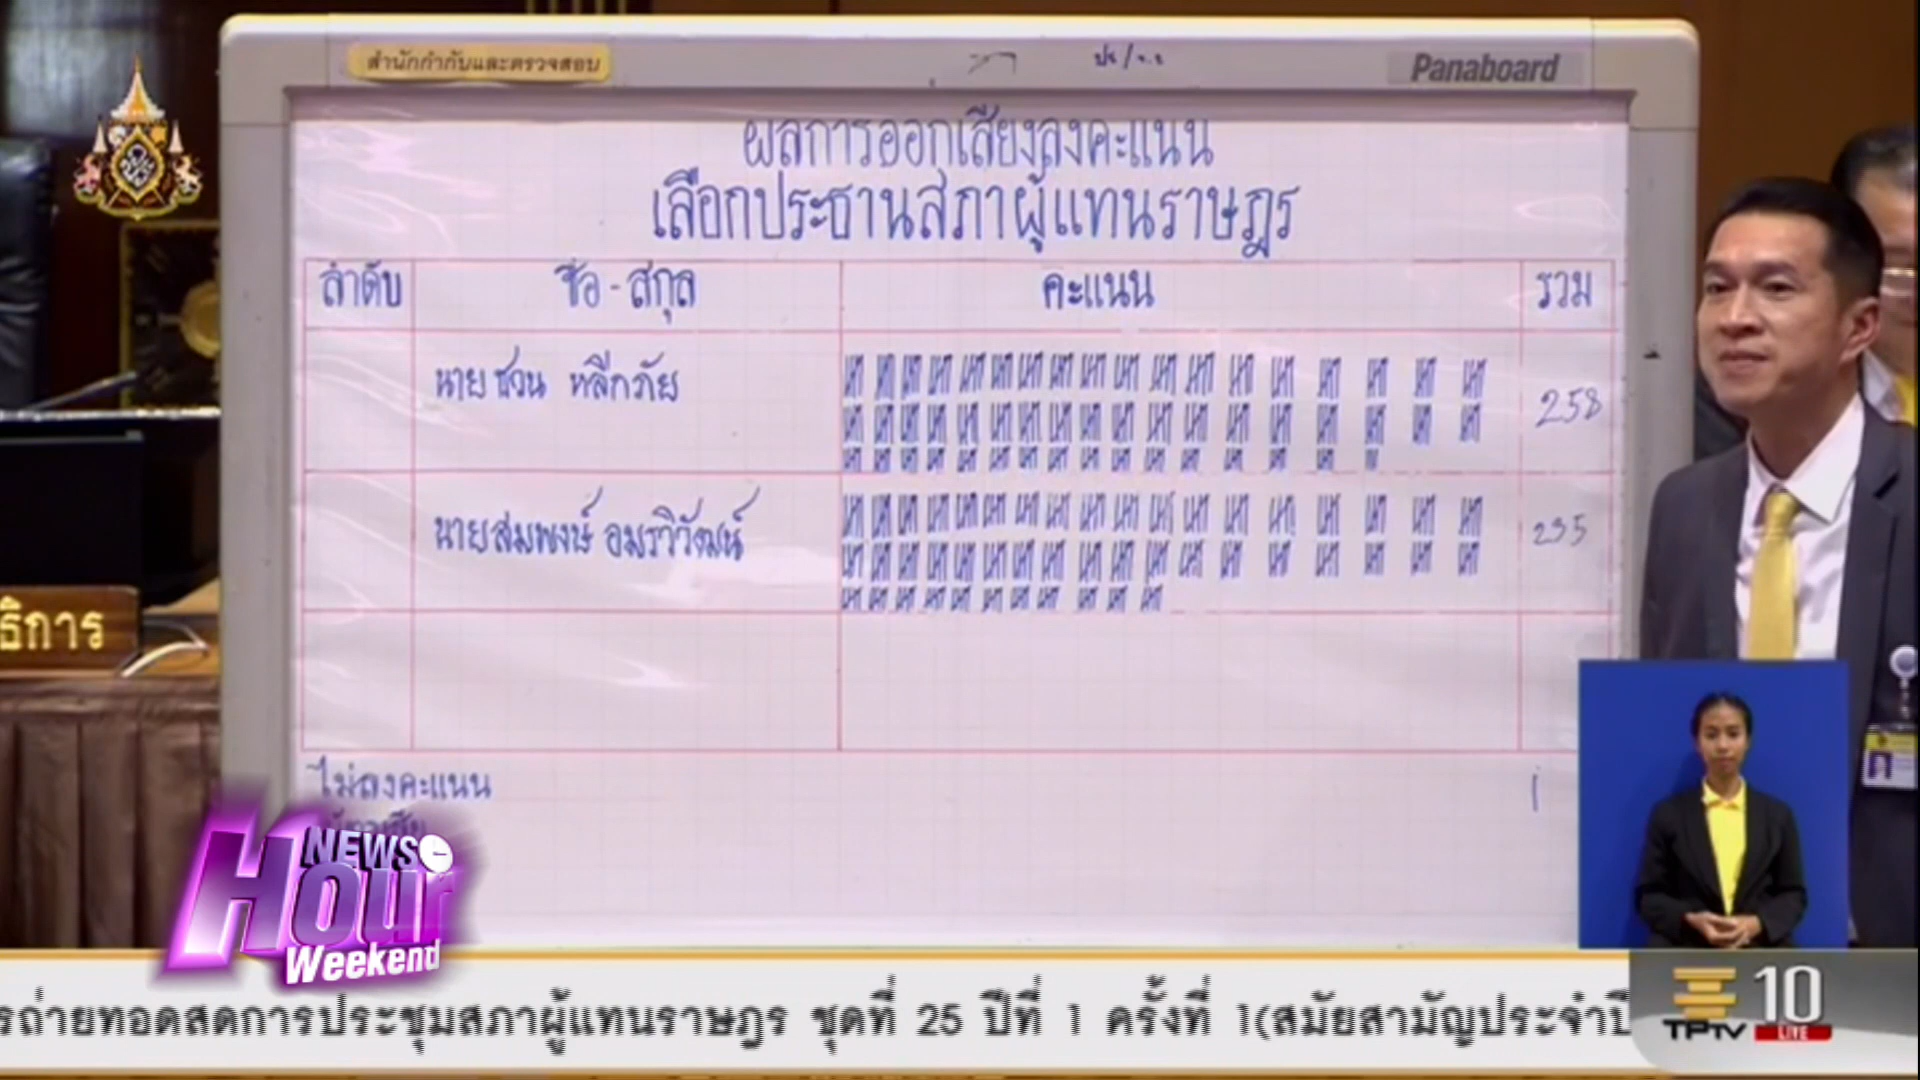 สำนักกำกับและตรวจสอบ
Panaboard
ผลการออกเสียงลงคะแนน
เลือกประธานสภาผู้แทนราษฎร
ลำดับ ชื่อ - สกุล คะแนน รวม
นายชวน หลีกภัย 258
นายสมพงษ์ อมรวิวัฒน์ 235
ไม่ลงคะแนน 1
ธิการ
NEWS
Hour
Weekend
รถ่ายทอดสดการประชุมสภาผู้แทนราษฎร ชุดที่ 25 ปีที่ 1 ครั้งที่ 1(สมัยสามัญประจำปี
TPTV 10
LIVE